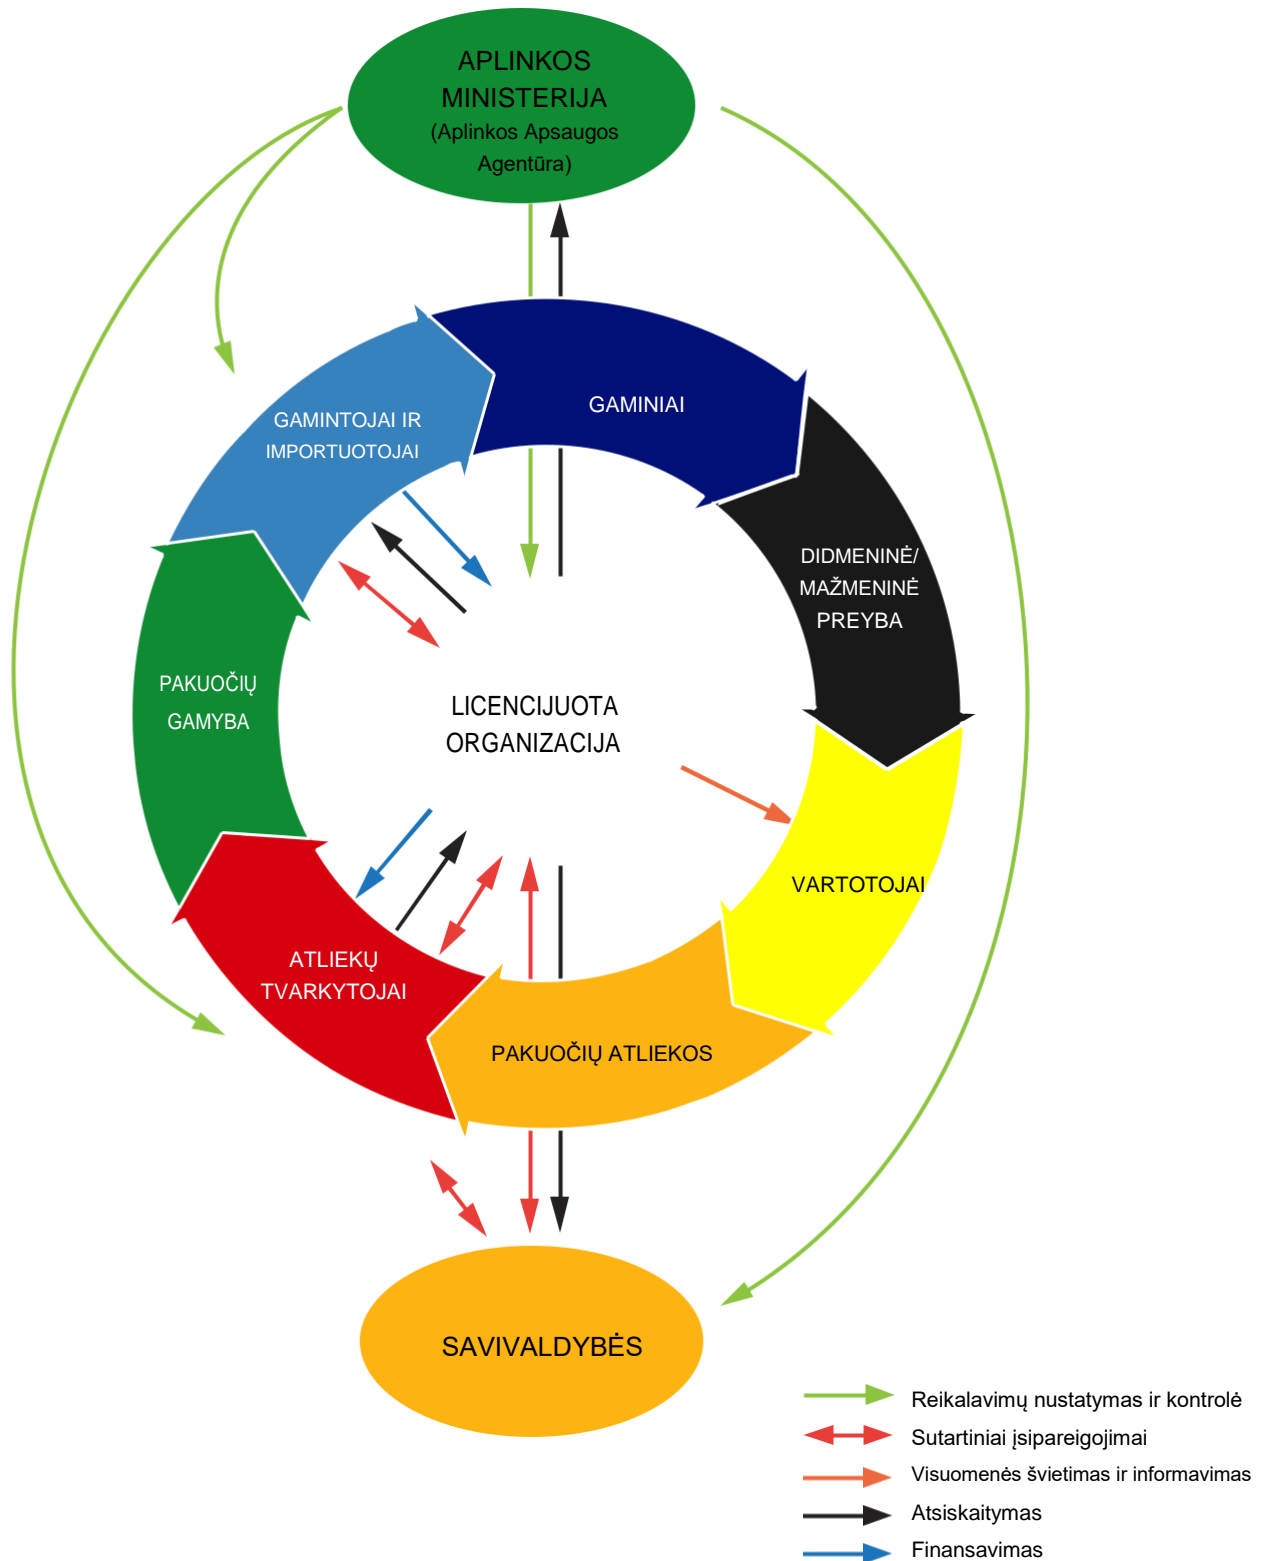 APLINKOS
MINISTERIJA
(Aplinkos Apsaugos
Agentūra)
GAMINIAI
GAMINTOJAI IR
IMPORTUOTOJAI
DIDMENINĖ/
MAŽMENINĖ
PREYBA
PAKUOČIŲ
GAMYBA
LICENCIJUOTA
ORGANIZACIJA
VARTOTOJAI
ATLIEKŲ
TVARKYTOJAI
PAKUOČIŲ ATLIEKOS
SAVIVALDYBĖS
Reikalavimų nustatymas ir kontrolė
Sutartiniai įsipareigojimai
Visuomenės švietimas ir informavimas
Atsiskaitymas
Finansavimas